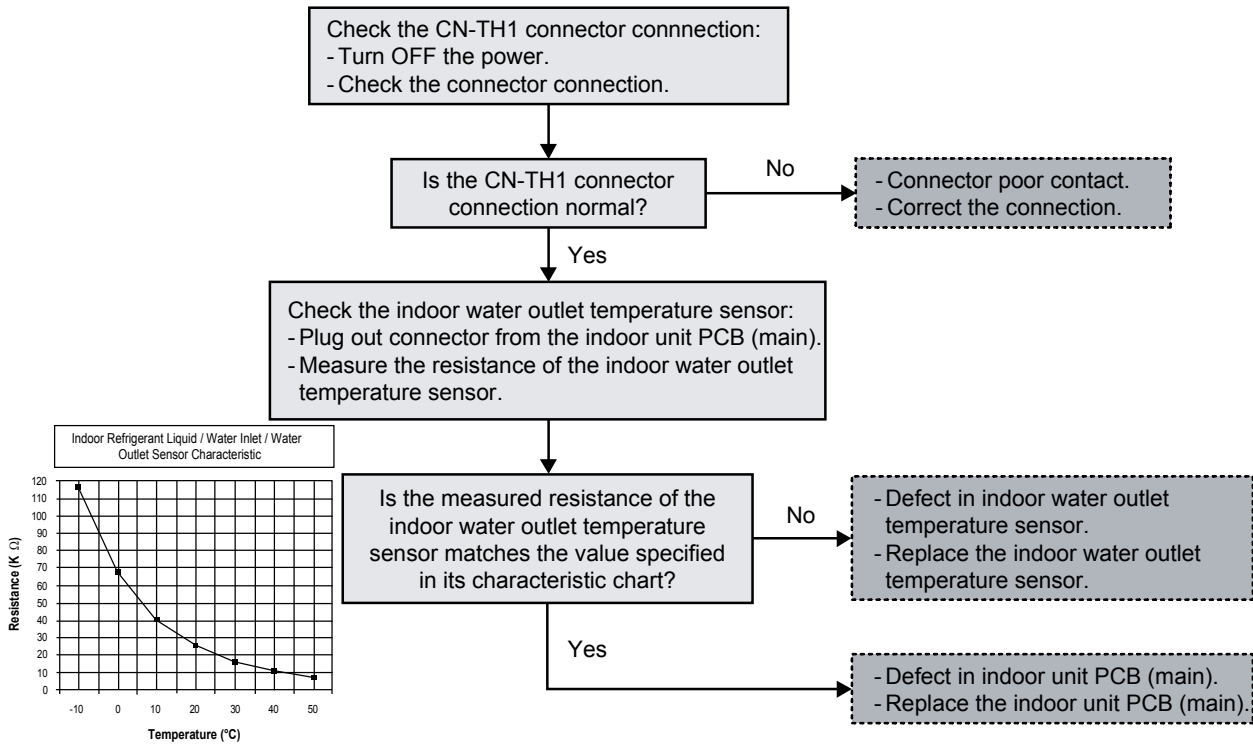 Check the CN-TH1 connector connnection:
- Turn OFF the power.
- Check the connector connection.
Is the CN-TH1 connector
connection normal?
No
- Connector poor contact.
- Correct the connection.
Yes
Check the indoor water outlet temperature sensor:
- Plug out connector from the indoor unit PCB (main).
- Measure the resistance of the indoor water outlet
temperature sensor.
Indoor Refrigerant Liquid / Water Inlet / Water
Outlet Sensor Characteristic
Resistance (K Ω)
120
110
100
90
80
70
60
50
40
30
20
10
0
-10 0 10 20 30 40 50
Temperature (°C)
Is the measured resistance of the
indoor water outlet temperature
sensor matches the value specified
in its characteristic chart?
No
- Defect in indoor water outlet
temperature sensor.
- Replace the indoor water outlet
temperature sensor.
Yes
- Defect in indoor unit PCB (main).
- Replace the indoor unit PCB (main).